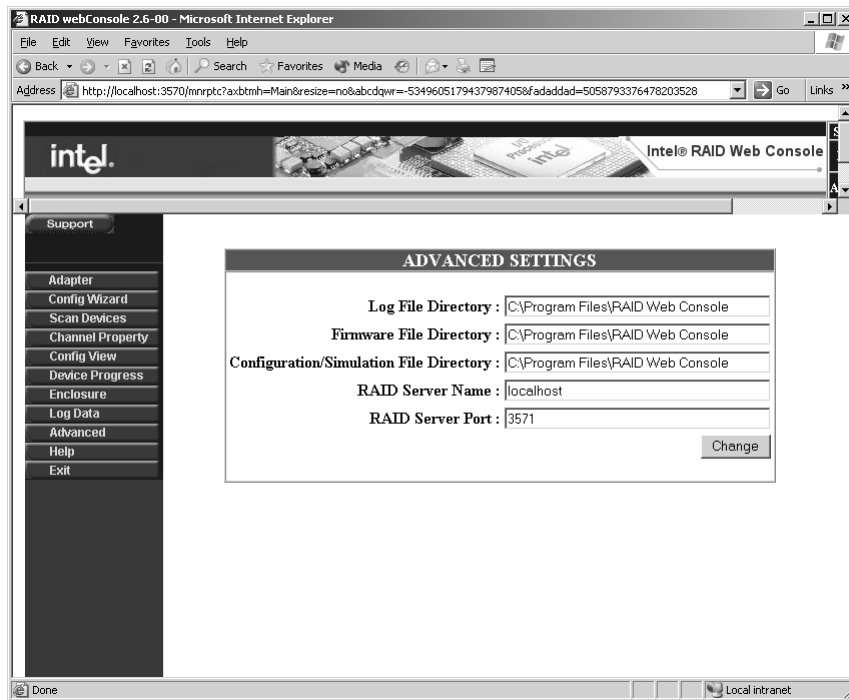 RAID webConsole 2.6-00 - Microsoft Internet Explorer
File Edit View Favorites Tools Help
Back Search Favorites Media
Address http://localhost:3570/mnrptc?axbtmh=Main&resize=no&abcdqwr=-5349605179437987405&fadaddad=5058793376478203528 Go Links »
intel.
I/O Processor intel
Intel® RAID Web Console
Support
Adapter
Config Wizard
Scan Devices
Channel Property
Config View
Device Progress
Enclosure
Log Data
Advanced
Help
Exit
ADVANCED SETTINGS
Log File Directory : C:\Program Files\RAID Web Console
Firmware File Directory : C:\Program Files\RAID Web Console
Configuration/Simulation File Directory : C:\Program Files\RAID Web Console
RAID Server Name : localhost
RAID Server Port : 3571
Change
Done
Local intranet